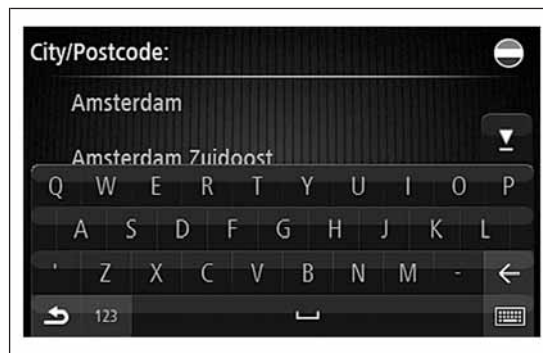 City/Postcode:
Amsterdam
Amsterdam Zuidoost
Q W E R T Y U I O P
A S D F G H J K L
' Z X C V B N M -
123